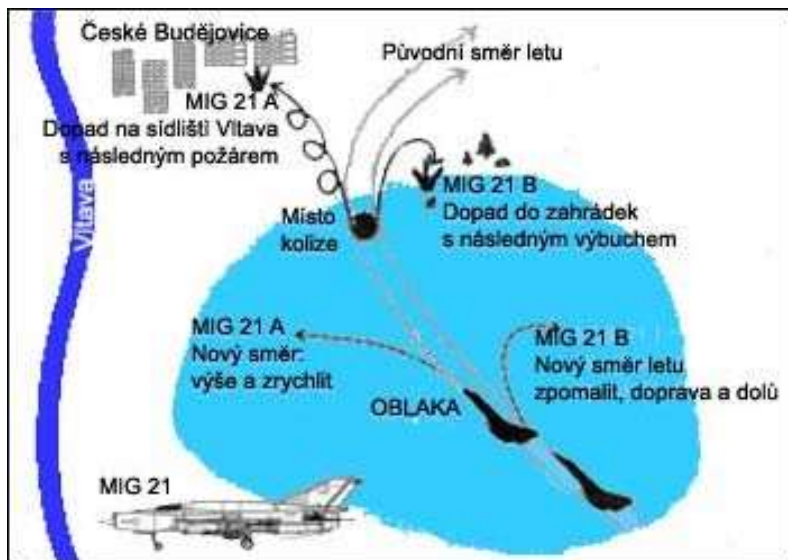 České Budějovice
Původní směr letu
MIG 21 A
Dopad na sídlišti Vltava
s následným požárem
MIG 21 B
Dopad do zahrádek
s následným výbuchem
Místo
kolize
Vltava
MIG 21 A
Nový směr:
výše a zrychlit
MIG 21 B
Nový směr letu
zpomalit, doprava a dolů
OBLAKA
MIG 21